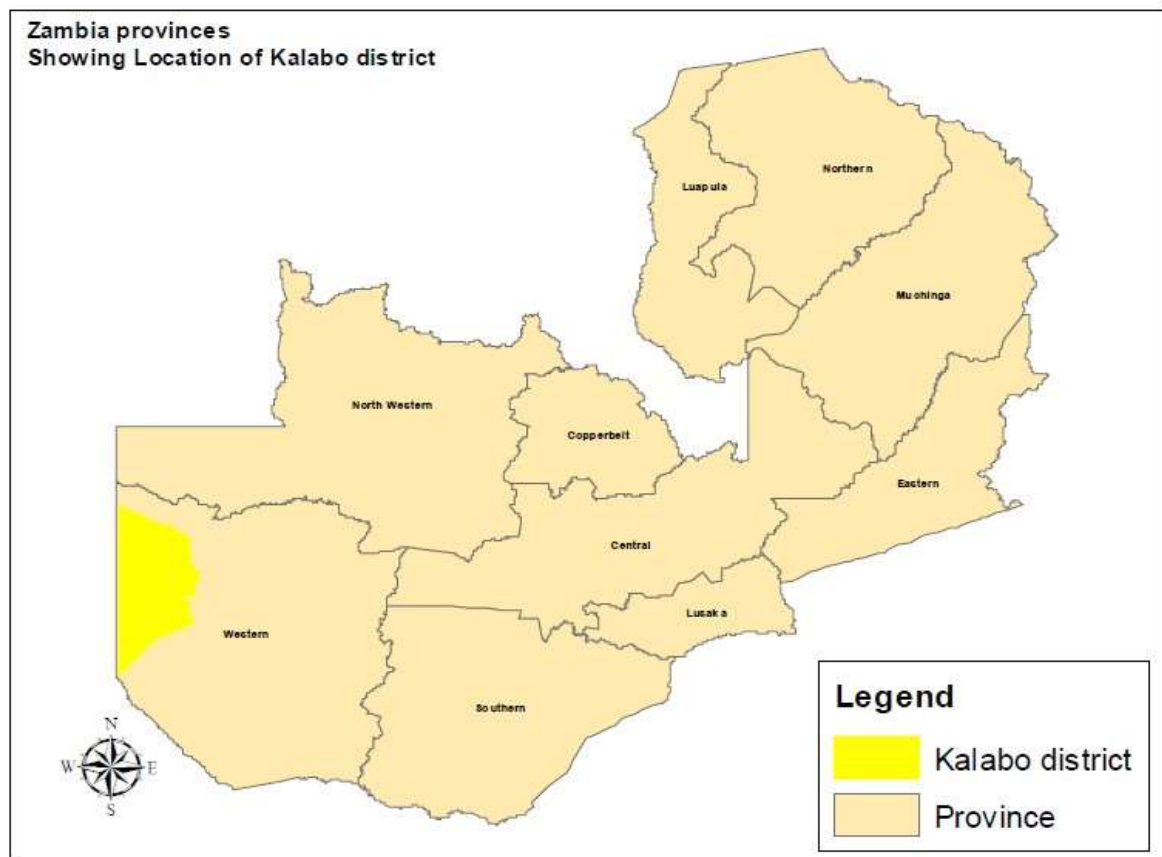 Zambia provinces
Showing Location of Kalabo district
Luapula
Northern
Muchinga
North Western
Copperbelt
Eastern
Central
Lusaka
Western
Southern
N
W E
S
Legend
Kalabo district
Province